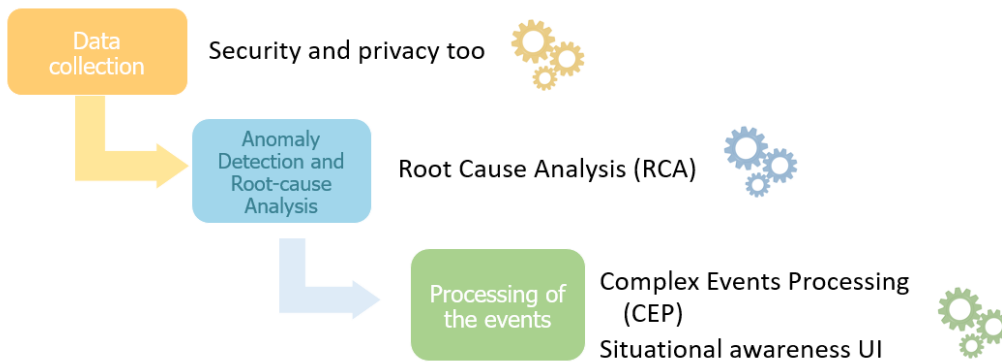 Data
collection
Security and privacy too
Anomaly
Detection and
Root-cause
Analysis
Root Cause Analysis (RCA)
Processing of
the events
Complex Events Processing
(CEP)
Situational awareness UI